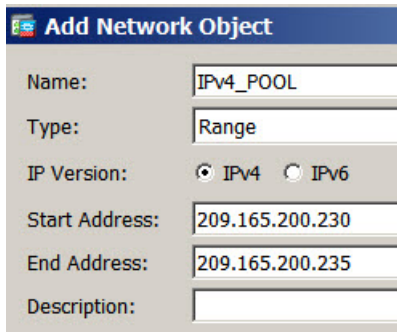 Add Network Object
Name: IPv4_POOL
Type: Range
IP Version: IPv4 IPv6
Start Address: 209.165.200.230
End Address: 209.165.200.235
Description: